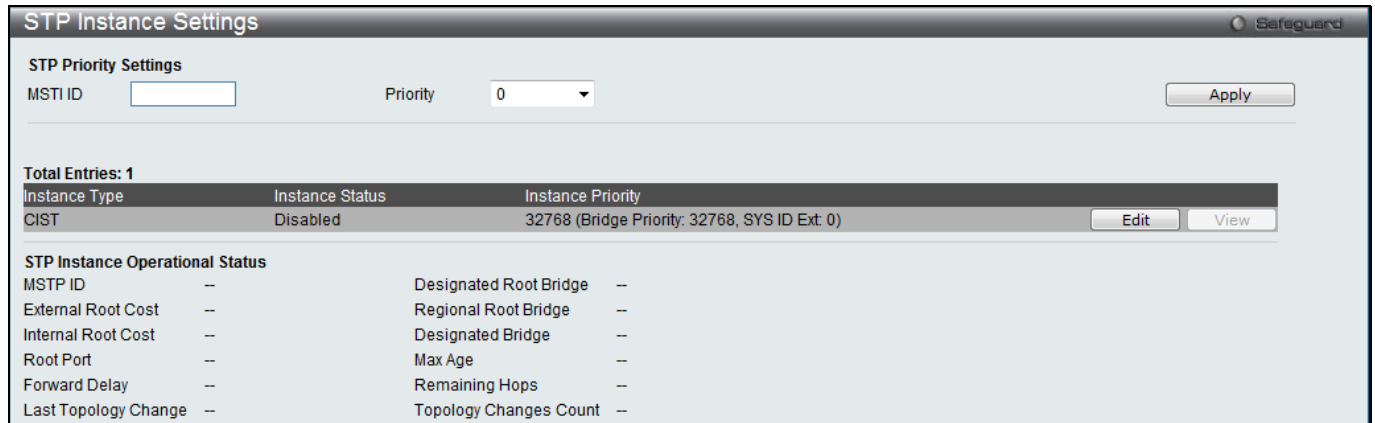 STP Instance Settings
Safeguard
STP Priority Settings
MSTI ID Priority 0 Apply
Total Entries: 1
Instance Type Instance Status Instance Priority
CIST Disabled 32768 (Bridge Priority: 32768, SYS ID Ext: 0) Edit View
STP Instance Operational Status
MSTP ID -- Designated Root Bridge --
External Root Cost -- Regional Root Bridge --
Internal Root Cost -- Designated Bridge --
Root Port -- Max Age --
Forward Delay -- Remaining Hops --
Last Topology Change -- Topology Changes Count --